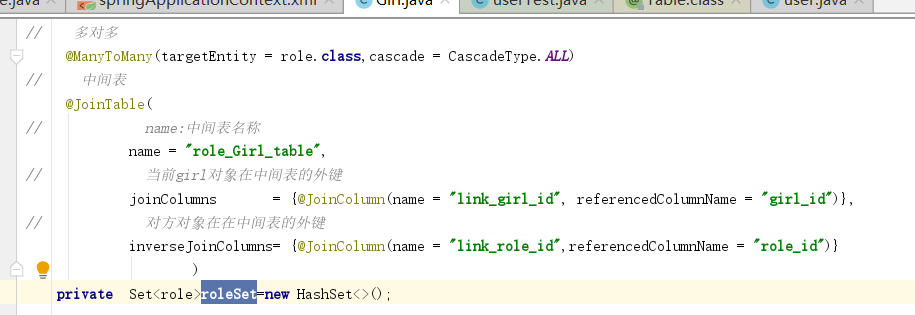 e.java springApplicationContext.xml Girl.java userTest.java Table.class user.java
// 多对多
@ManyToMany(targetEntity = role.class,cascade = CascadeType.ALL)
// 中间表
@JoinTable(
// name:中间表名称
name = "role_Girl_table",
// 当前girl对象在中间表的外键
joinColumns = {@JoinColumn(name = "link_girl_id", referencedColumnName = "girl_id")},
// 对方对象在在中间表的外键
inverseJoinColumns= {@JoinColumn(name = "link_role_id",referencedColumnName = "role_id")}
)
private Set<role>roleSet=new HashSet<>();